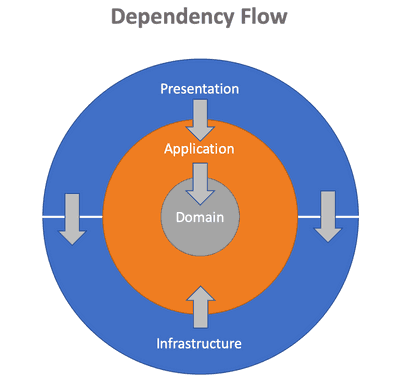 Dependency Flow
Presentation
Application
Domain
Infrastructure